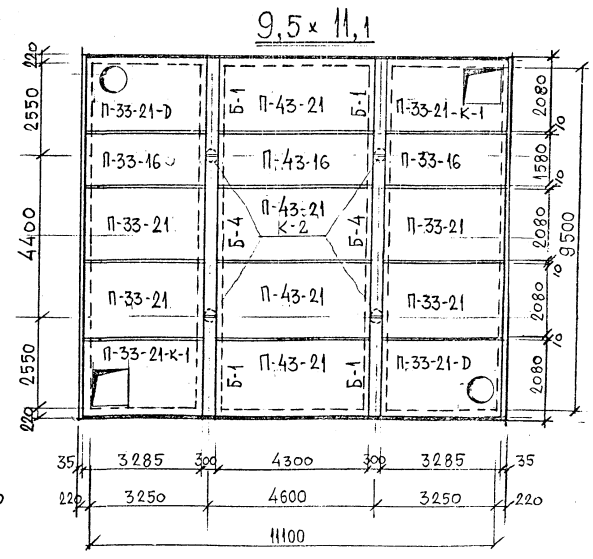 9,5 × 11,1
220
2550
4400
2550
220
П-33-21-D
Б-1
П-43-21
Б-1
П-33-21-К-1
П-33-16
П-43-16
П-33-16
П-33-21
Б-4
П-43-21
К-2
Б-4
П-33-21
П-33-21
П-43-21
П-33-21
П-33-21-К-1
Б-1
П-43-21
Б-1
П-33-21-D
2080
10
1580
10
2080
10
2080
10
2080
9500
35
3285
300
4300
300
3285
35
220
3250
4600
3250
220
11100